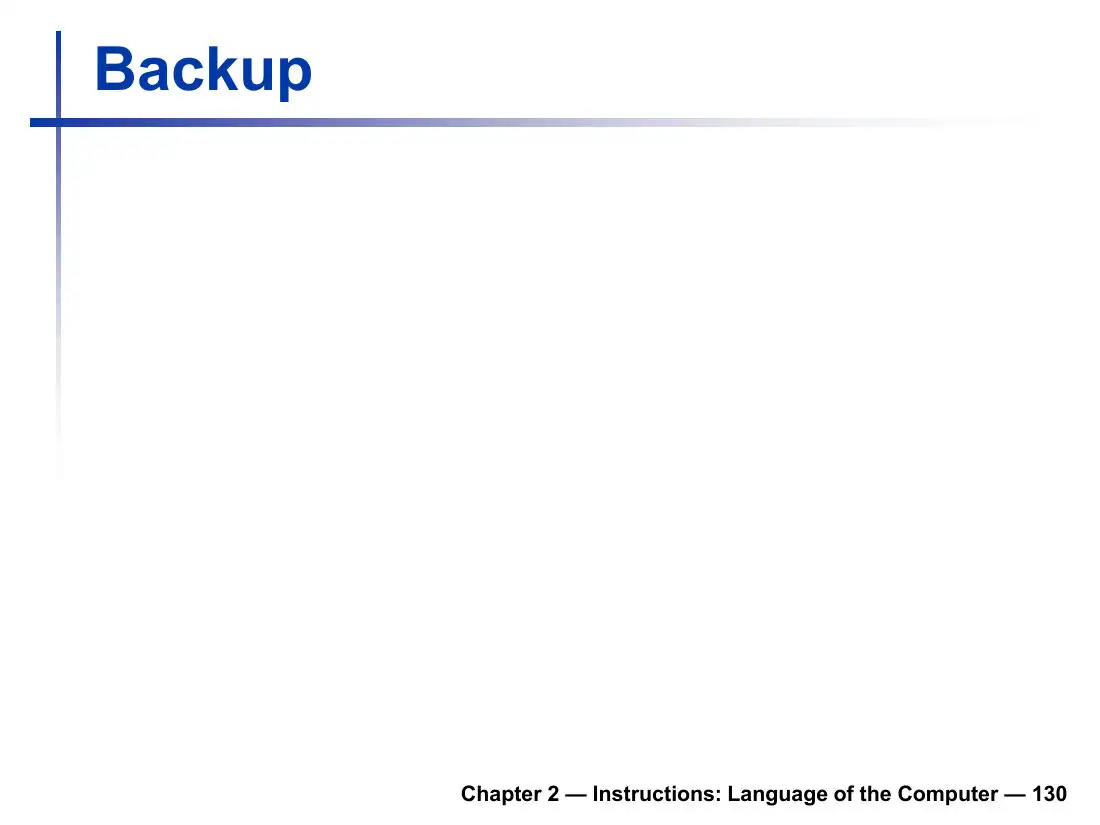 Backup
Chapter 2 — Instructions: Language of the Computer — 130